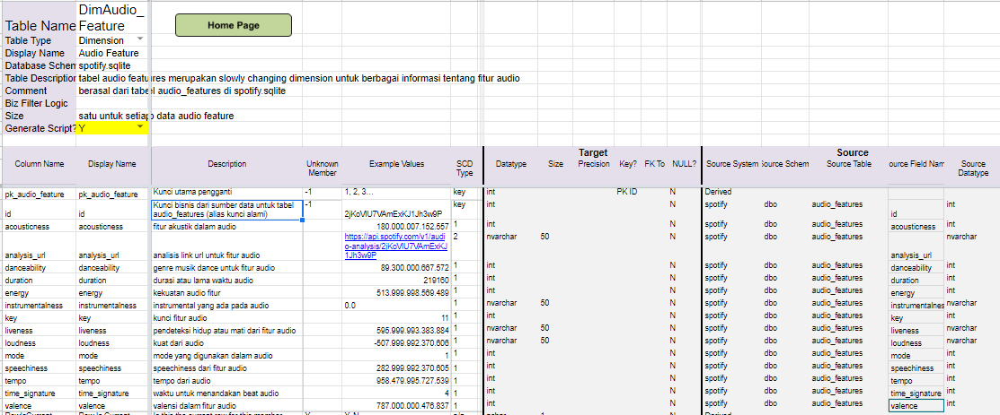 DimAudio_
Table Name Feature
Home Page
Table Type Dimension
Display Name Audio Feature
Database Schem spotify.sqlite
Table Description tabel audio features merupakan slowly changing dimension untuk berbagai informasi tentang fitur audio
Comment berasal dari tabel audio_features di spotify.sqlite
Biz Filter Logic
Size satu untuk setiap data audio feature
Generate Script? Y
Target Source
Column Name Display Name Description Unknown Member Example Values SCD Type Datatype Size Precision Key? FK To NULL? Source System Source Schem Source Table ource Field Nam Source Datatype
pk_audio_feature pk_audio_feature Kunci utama pengganti -1 1, 2, 3... key int PK ID N Derived
id id Kunci bisnis dari sumber data untuk tabel audio_features (alias kunci alami) -1 2jKoVlU7VAmExKJ1Jh3w9P key int N spotify dbo audio_features id int
acousticness acousticness fitur akustik dalam audio 180.000.007.152.557 1 int N spotify dbo audio_features acousticness int
analysis_url analysis_url analisis link url untuk fitur audio https://api.spotify.com/v1/audio-analysis/2jKoVlU7VAmExKJ1Jh3w9P 2 nvarchar 50 N spotify dbo audio_features analysis_url nvarchar
danceability danceability genre musik dance untuk fitur audio 89.300.000.667.572 1 int N spotify dbo audio_features danceability int
duration duration durasi atau lama waktu audio 219160 1 int N spotify dbo audio_features duration int
energy energy kekuatan audio fitur 513.999.998.569.489 1 int N spotify dbo audio_features energy int
instrumentalness instrumentalness instrumental yang ada pada audio 0.0 1 nvarchar 50 N spotify dbo audio_features instrumentalnes nvarchar
key key kunci fitur audio 11 1 int N spotify dbo audio_features key int
liveness liveness pendeteksi hidup atau mati dari fitur audio 595.999.993.383.884 1 nvarchar 50 N spotify dbo audio_features liveness nvarchar
loudness loudness kuat dari audio -507.999.992.370.606 1 nvarchar 50 N spotify dbo audio_features loudness nvarchar
mode mode mode yang digunakan dalam audio 1 1 int N spotify dbo audio_features mode int
speechiness speechiness speechiness dari fitur audio 282.999.992.370.605 1 int N spotify dbo audio_features speechiness int
tempo tempo tempo dari audio 958.479.995.727.539 1 int N spotify dbo audio_features tempo int
time_signature time_signature waktu untuk menandakan beat audio 4 1 int N spotify dbo audio_features time_signature int
valence valence valensi dalam fitur audio 787.000.000.476.837 1 int N spotify dbo audio_features valence int